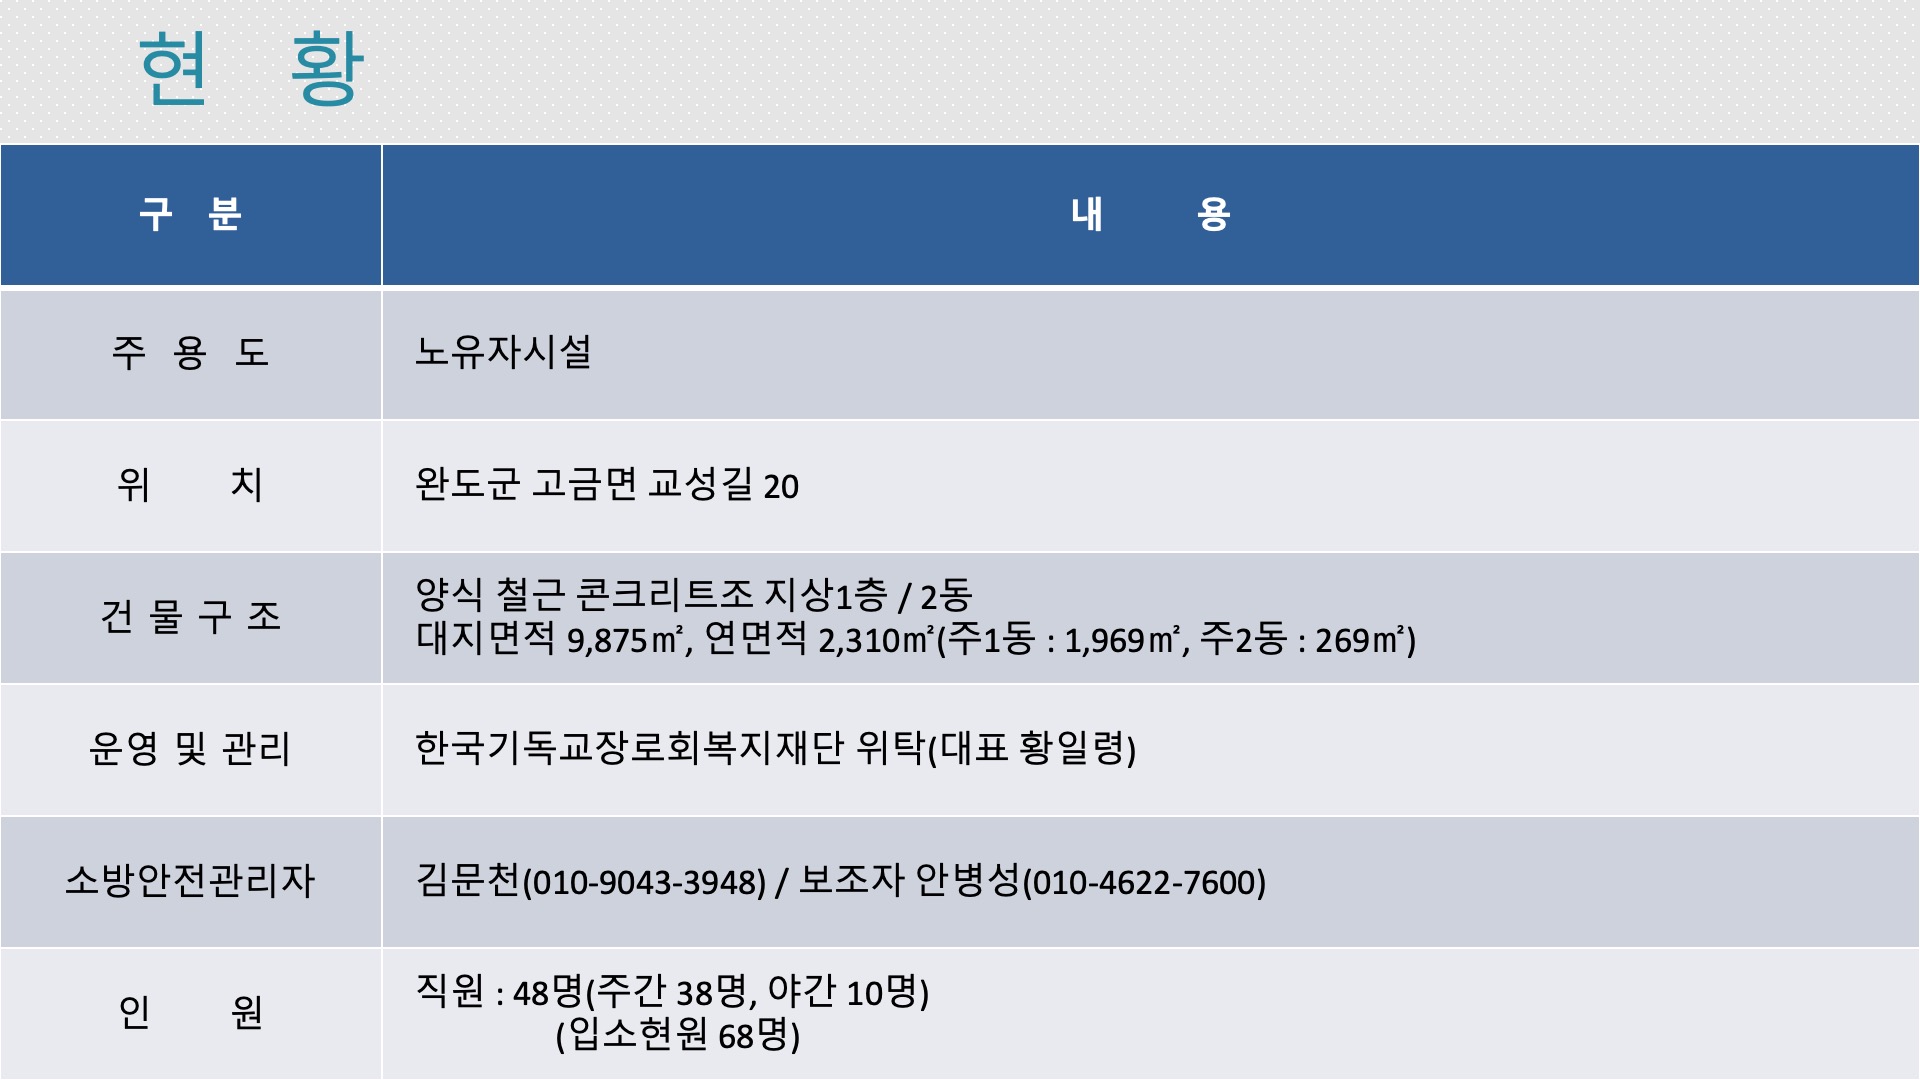 현 황
구 분 내 용
주 용 도 노유자시설
위 치 완도군 고금면 교성길 20
건 물 구 조 양식 철근 콘크리트조 지상1층 / 2동
대지면적 9,875㎡, 연면적 2,310㎡(주1동 : 1,969㎡, 주2동 : 269㎡)
운영 및 관리 한국기독교장로회복지재단 위탁(대표 황일령)
소방안전관리자 김문천(010-9043-3948) / 보조자 안병성(010-4622-7600)
인 원 직원 : 48명(주간 38명, 야간 10명)
(입소현원 68명)